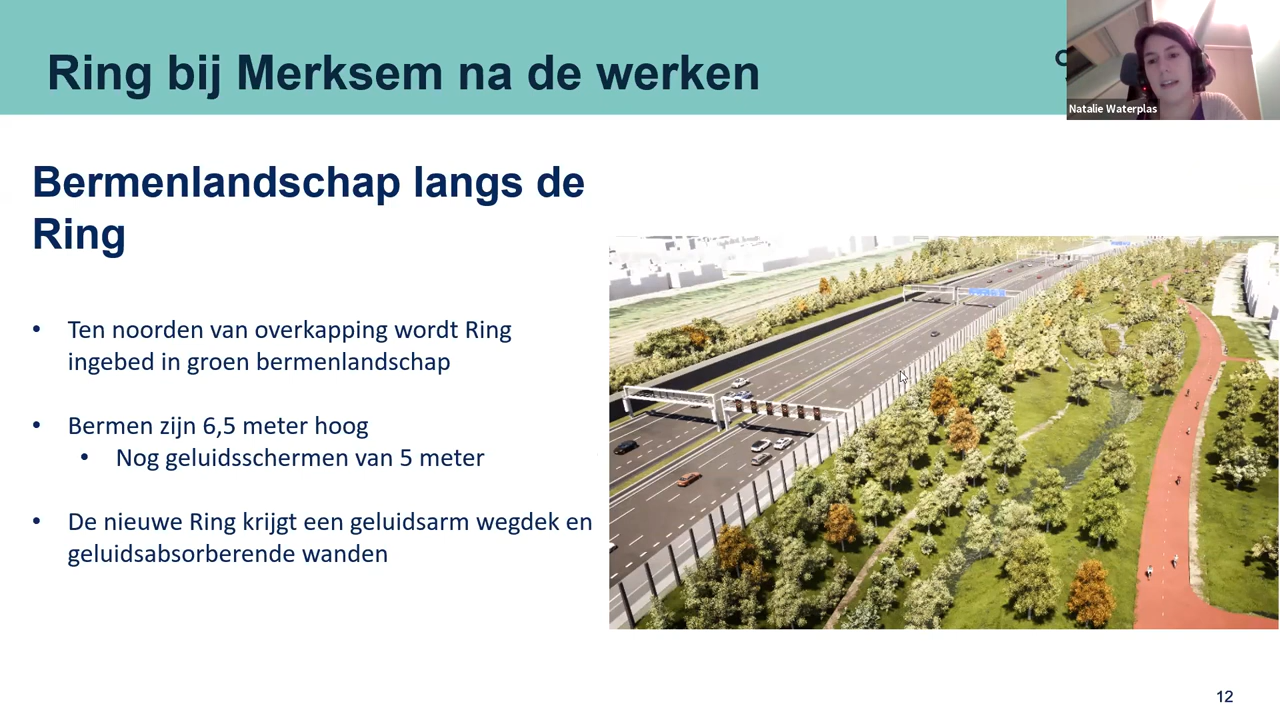 Ring bij Merksem na de werken
Natalie Waterplas
Bermenlandschap langs de
Ring
• Ten noorden van overkapping wordt Ring
ingebed in groen bermenlandschap
• Bermen zijn 6,5 meter hoog
• Nog geluidsschermen van 5 meter
• De nieuwe Ring krijgt een geluidsarm wegdek en
geluidsabsorberende wanden
12